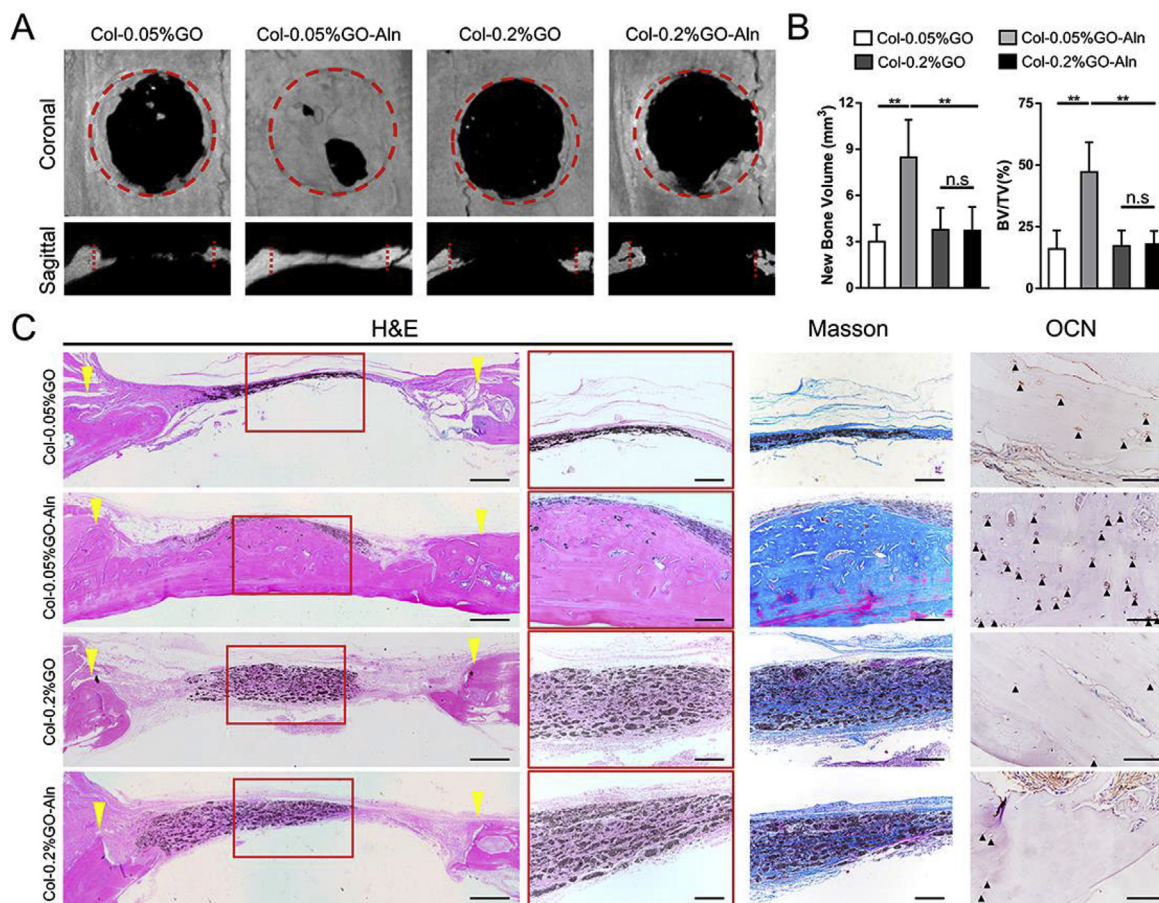 A
Col-0.05%GO Col-0.05%GO-Aln Col-0.2%GO Col-0.2%GO-Aln
Coronal
Sagittal
B
Col-0.05%GO Col-0.05%GO-Aln
Col-0.2%GO Col-0.2%GO-Aln
New Bone Volume (mm³)
12
9
6
3
0
** **
n.s
BV/TV(%)
75
50
25
0
** **
n.s
C
H&E Masson OCN
Col-0.05%GO
Col-0.05%GO-Aln
Col-0.2%GO
Col-0.2%GO-Aln